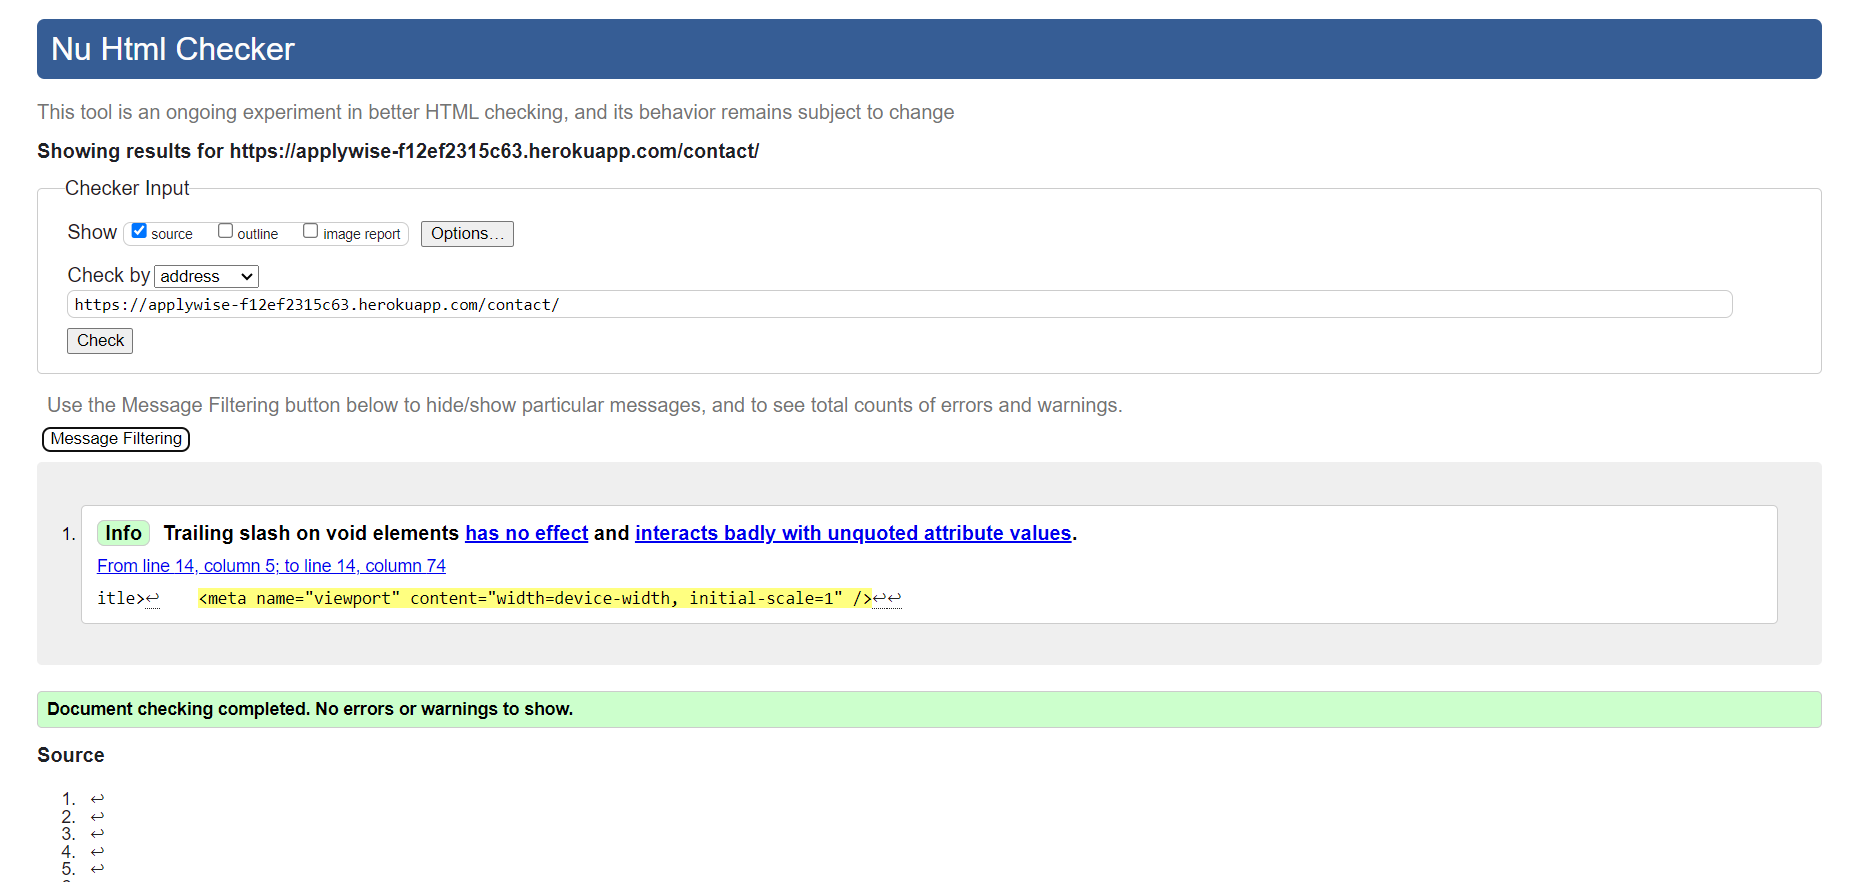 Nu Html Checker
This tool is an ongoing experiment in better HTML checking, and its behavior remains subject to change
Showing results for https://applywise-f12ef2315c63.herokuapp.com/contact/
Checker Input
Show source outline image report Options...
Check by address
https://applywise-f12ef2315c63.herokuapp.com/contact/
Check
Use the Message Filtering button below to hide/show particular messages, and to see total counts of errors and warnings.
Message Filtering
1. Info Trailing slash on void elements has no effect and interacts badly with unquoted attribute values.
From line 14, column 5; to line 14, column 74
itle>↩ <meta name="viewport" content="width=device-width, initial-scale=1" />↩↩
Document checking completed. No errors or warnings to show.
Source
1. ↩
2. ↩
3. ↩
4. ↩
5. ↩